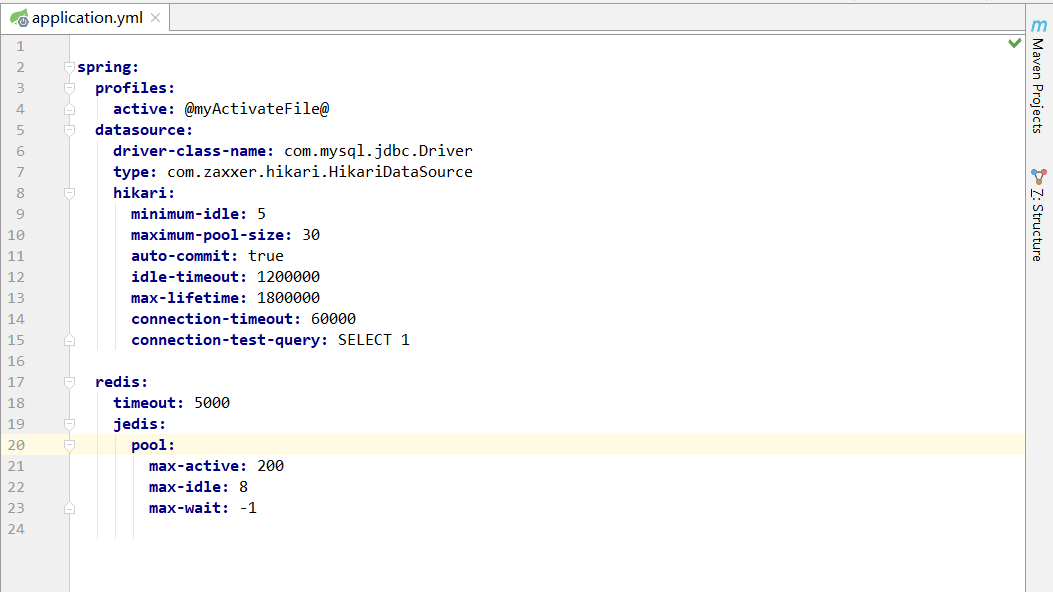 application.yml
1
2 spring:
3   profiles:
4     active: @myActivateFile@
5   datasource:
6     driver-class-name: com.mysql.jdbc.Driver
7     type: com.zaxxer.hikari.HikariDataSource
8     hikari:
9       minimum-idle: 5
10       maximum-pool-size: 30
11       auto-commit: true
12       idle-timeout: 1200000
13       max-lifetime: 1800000
14       connection-timeout: 60000
15       connection-test-query: SELECT 1
16
17   redis:
18     timeout: 5000
19     jedis:
20       pool:
21         max-active: 200
22         max-idle: 8
23         max-wait: -1
24
m Maven Projects
7: Structure